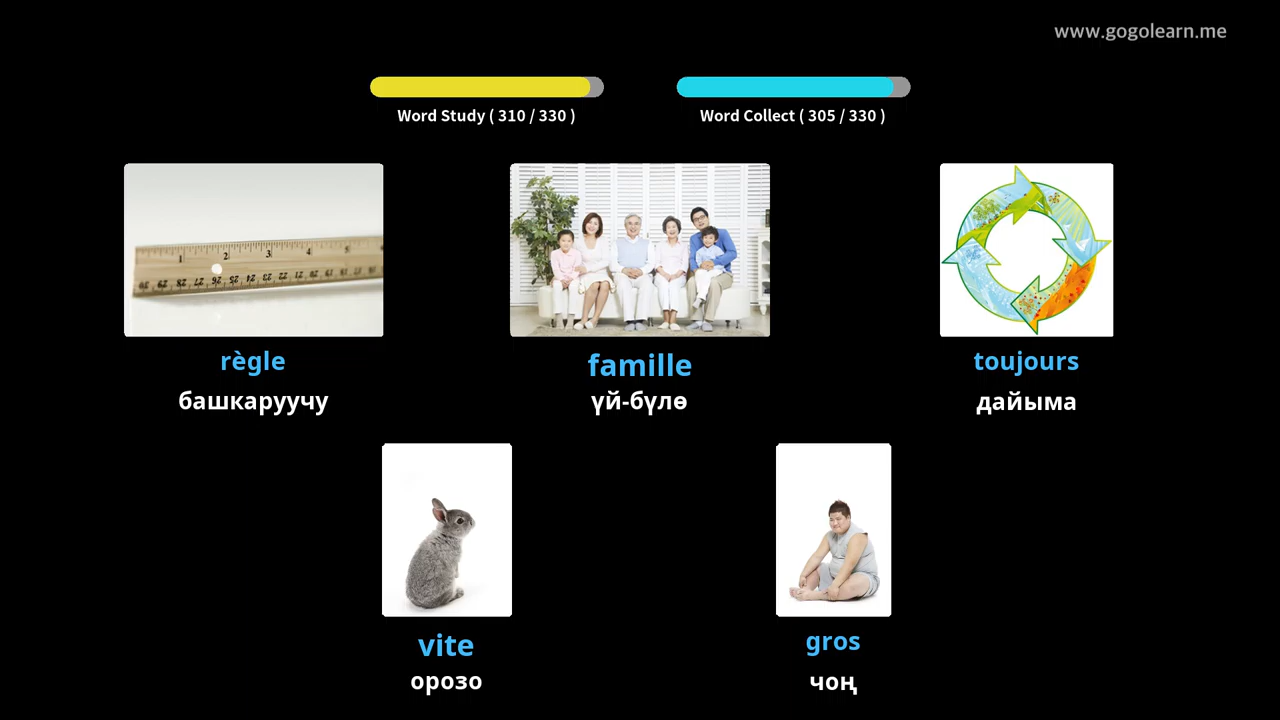 www.gogolearn.me
Word Study ( 310 / 330 )
Word Collect ( 305 / 330 )
règle
башкаруучу
famille
үй-бүлө
toujours
дайыма
vite
орозо
gros
чоң